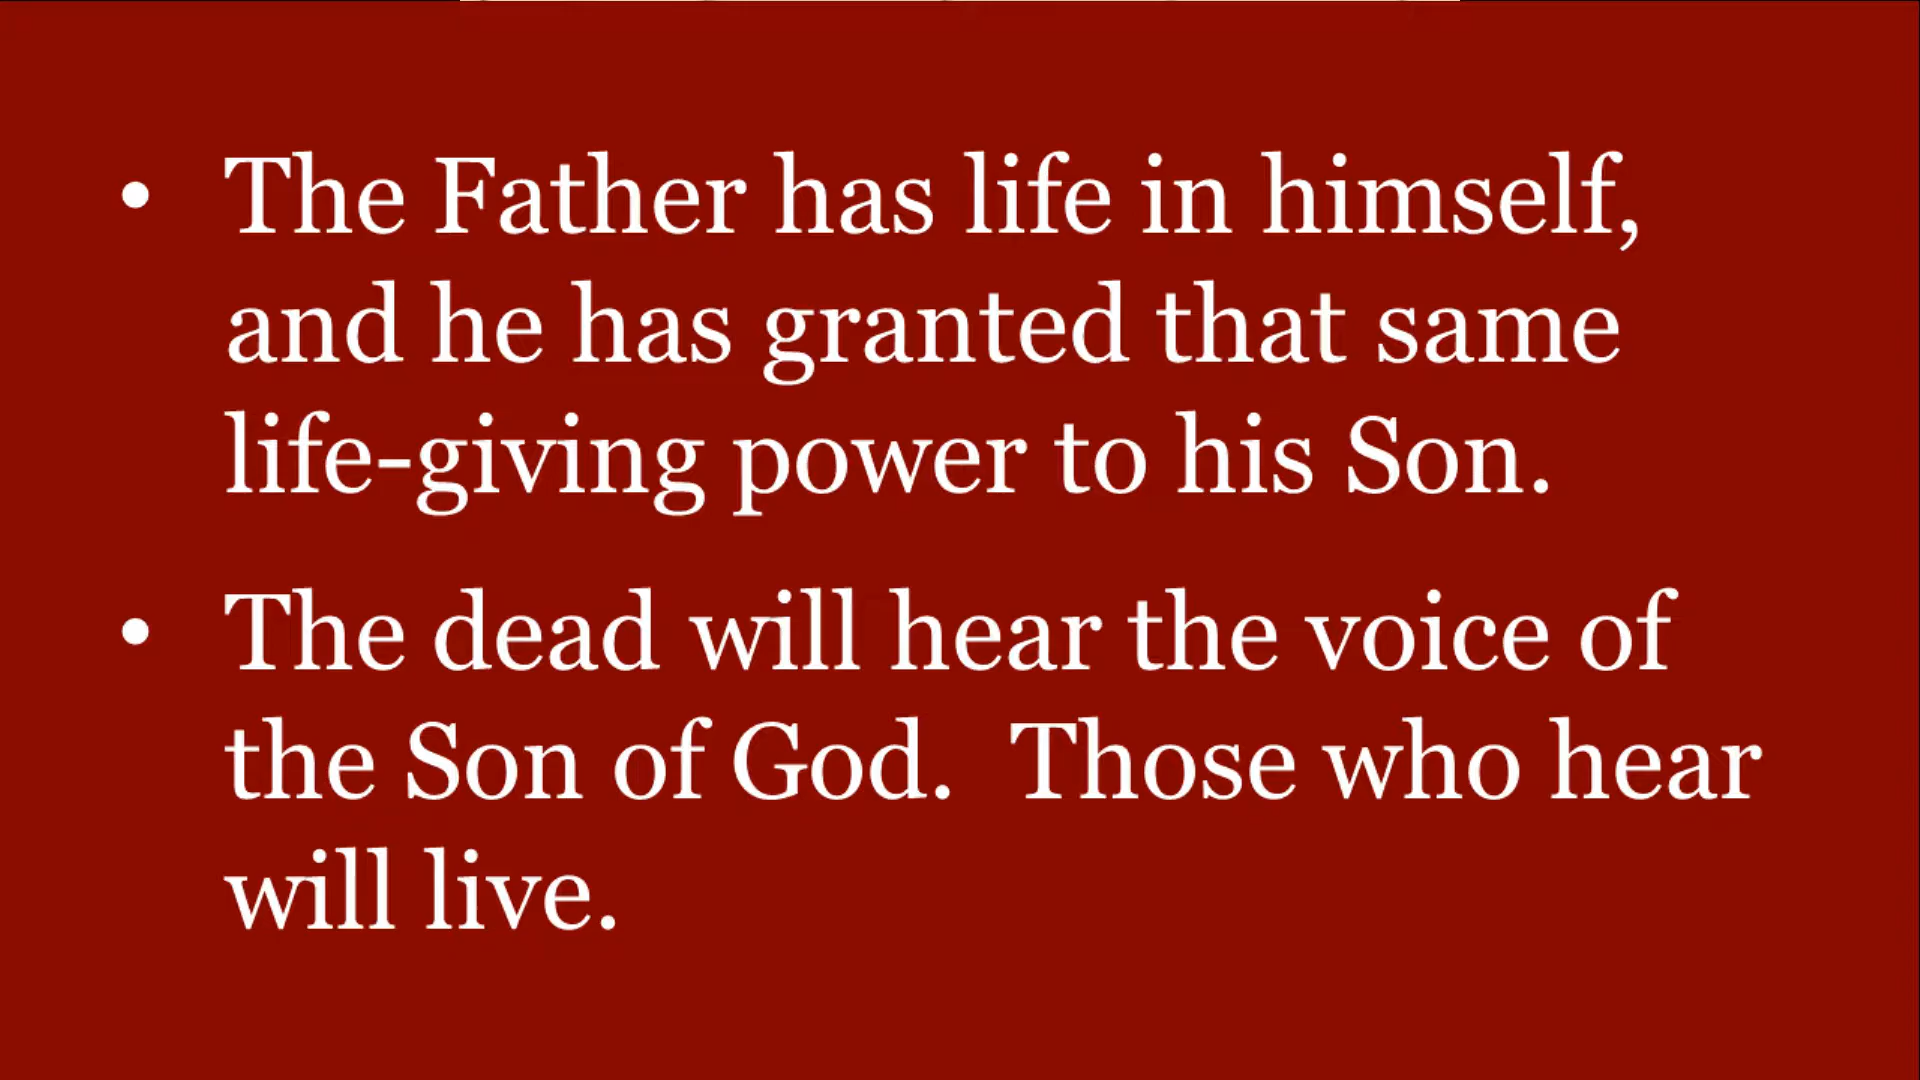 • The Father has life in himself,
and he has granted that same
life-giving power to his Son.
• The dead will hear the voice of
the Son of God.  Those who hear
will live.